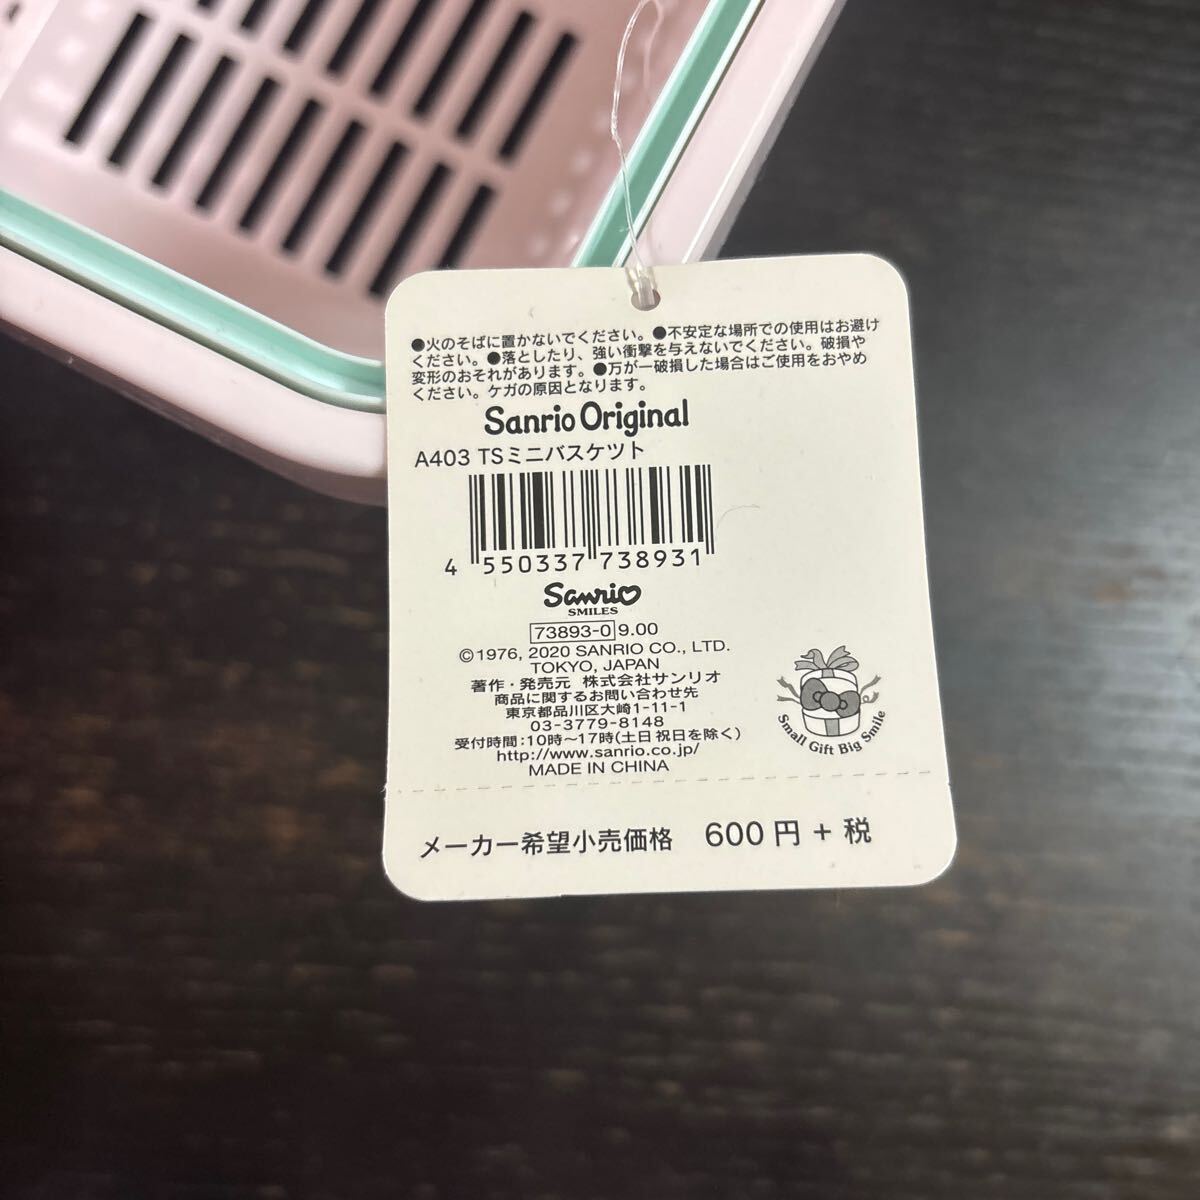 ●火のそばに置かないでください。●不安定な場所での使用はお避け
ください。●落としたり、強い衝撃を与えないでください。破損や
変形のおそれがあります。●万が一破損した場合はご使用をおやめ
ください。ケガの原因となります。
Sanrio Original
A403 TSミニバスケツト
4 550337 738931
Sanrio
SMILES
73893-0 9.00
©1976, 2020 SANRIO CO., LTD.
TOKYO, JAPAN
著作・発売元 株式会社サンリオ
商品に関するお問い合わせ先
東京都品川区大崎1-11-1
03-3779-8148
受付時間:10時〜17時(土日祝日を除く)
http://www.sanrio.co.jp/
MADE IN CHINA
Small Gift Big Smile
メーカー希望小売価格 600円+税